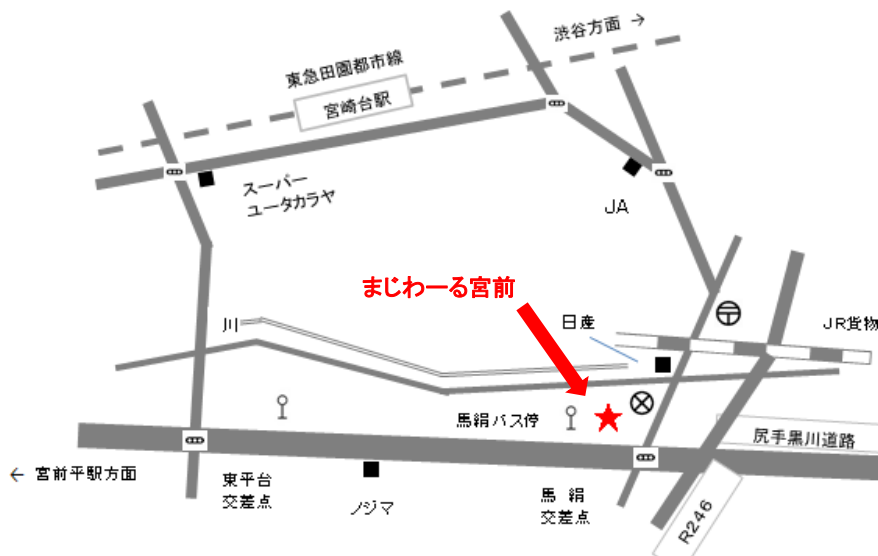 渋谷方面 →
東急田園都市線
宮崎台駅
スーパー
ユータカラヤ
JA
まじわーる宮前
川
日産
JR貨物
馬絹バス停
尻手黒川道路
← 宮前平駅方面
東平台
交差点
ノジマ
馬 絹
交差点
R246